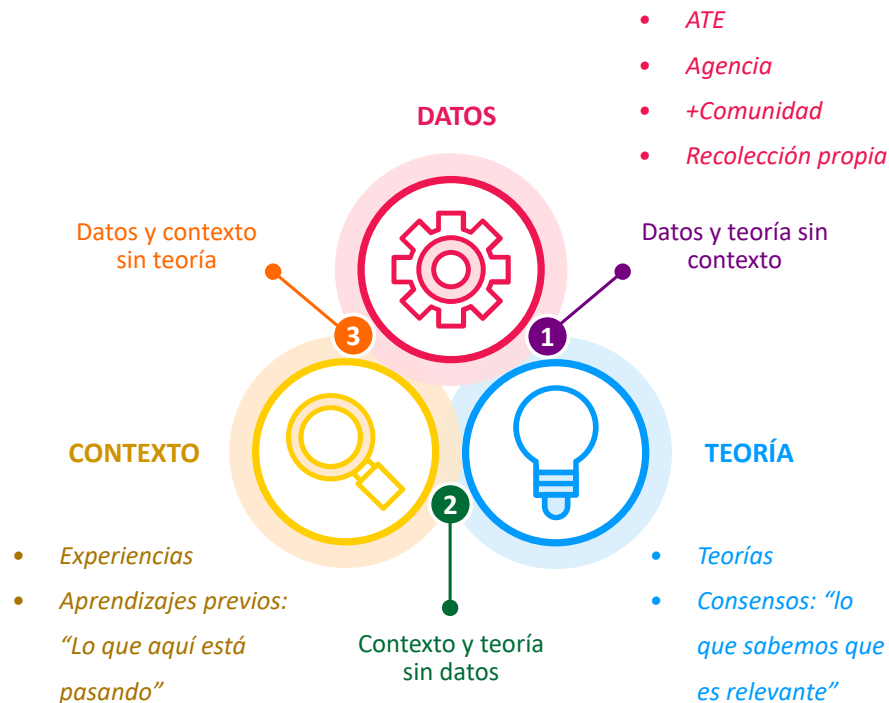 • ATE
• Agencia
• +Comunidad
• Recolección propia
DATOS
Datos y contexto
sin teoría
Datos y teoría sin
contexto
3
1
CONTEXTO
TEORÍA
2
• Experiencias
• Aprendizajes previos:
“Lo que aquí está
pasando”
Contexto y teoría
sin datos
• Teorías
• Consensos: “lo
que sabemos que
es relevante”